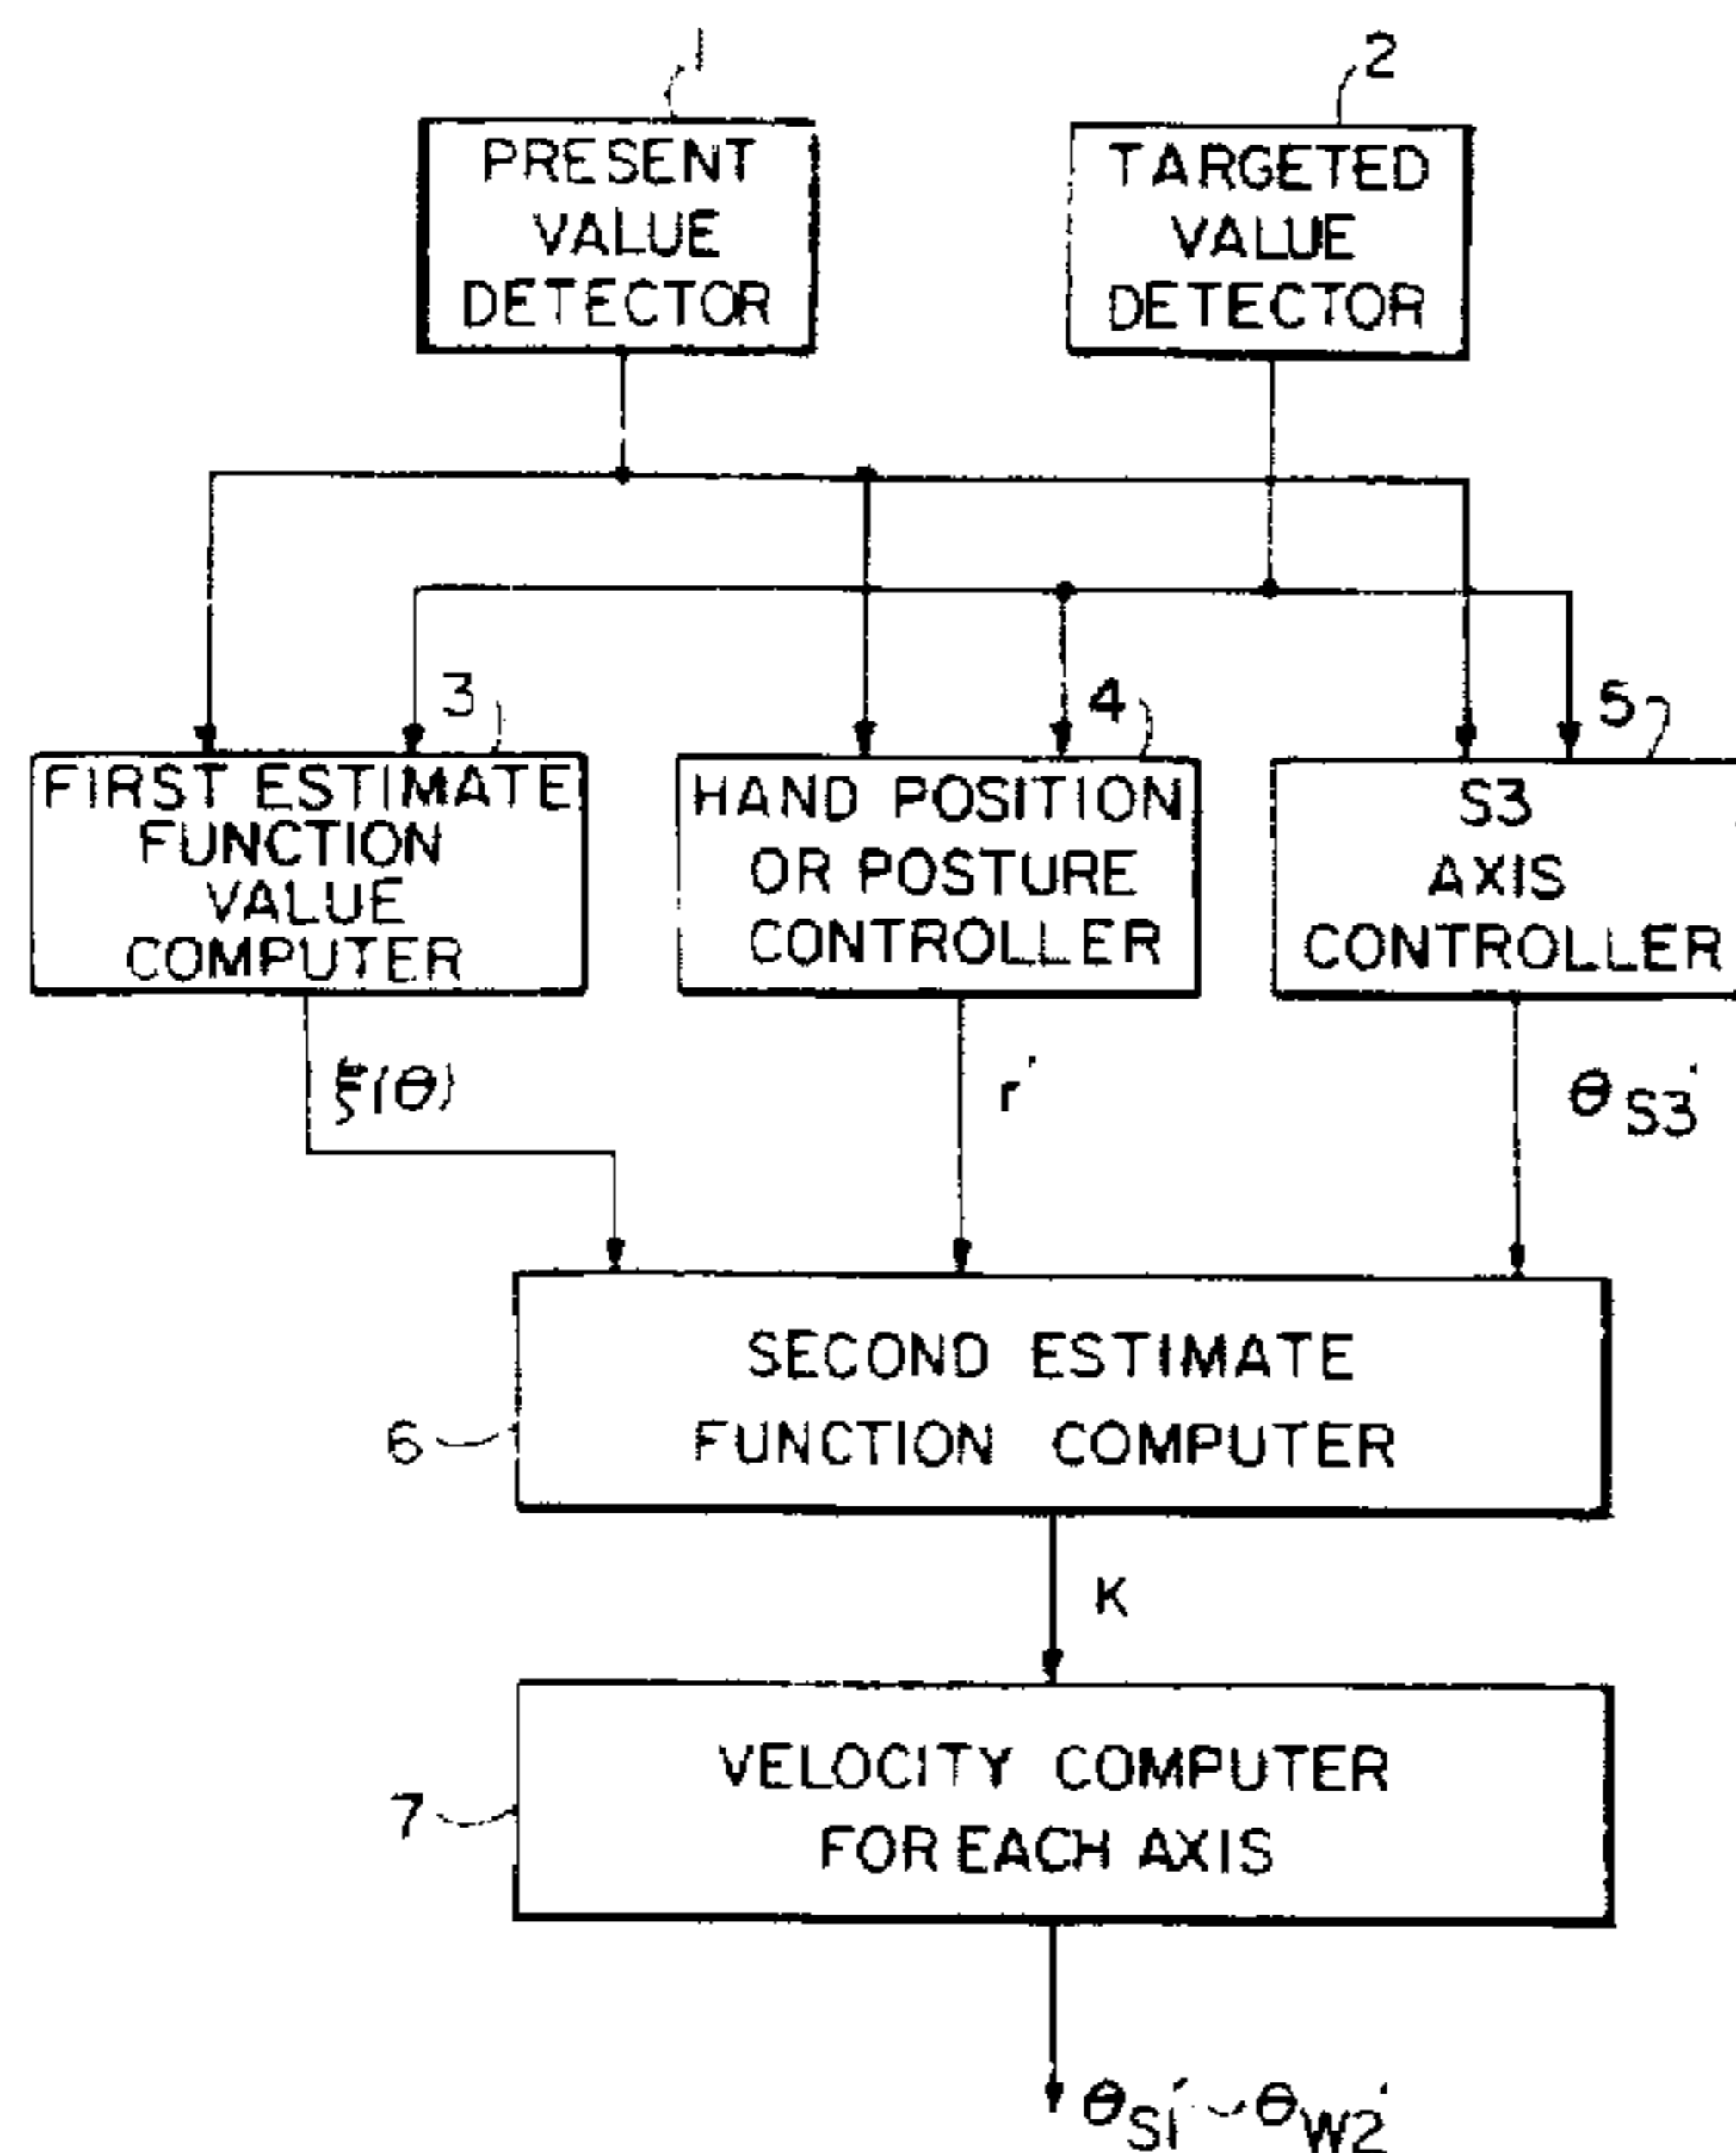 1
2
PRESENT
VALUE
DETECTOR
TARGETED
VALUE
DETECTOR
3
4
5
FIRST ESTIMATE
FUNCTION
VALUE
COMPUTER
HAND POSITION
OR POSTURE
CONTROLLER
S3
AXIS
CONTROLLER
ξ(θ)
r'
θS3'
SECOND ESTIMATE
FUNCTION COMPUTER
6
K
VELOCITY COMPUTER
FOR EACH AXIS
7
θS1' ~ θW2'